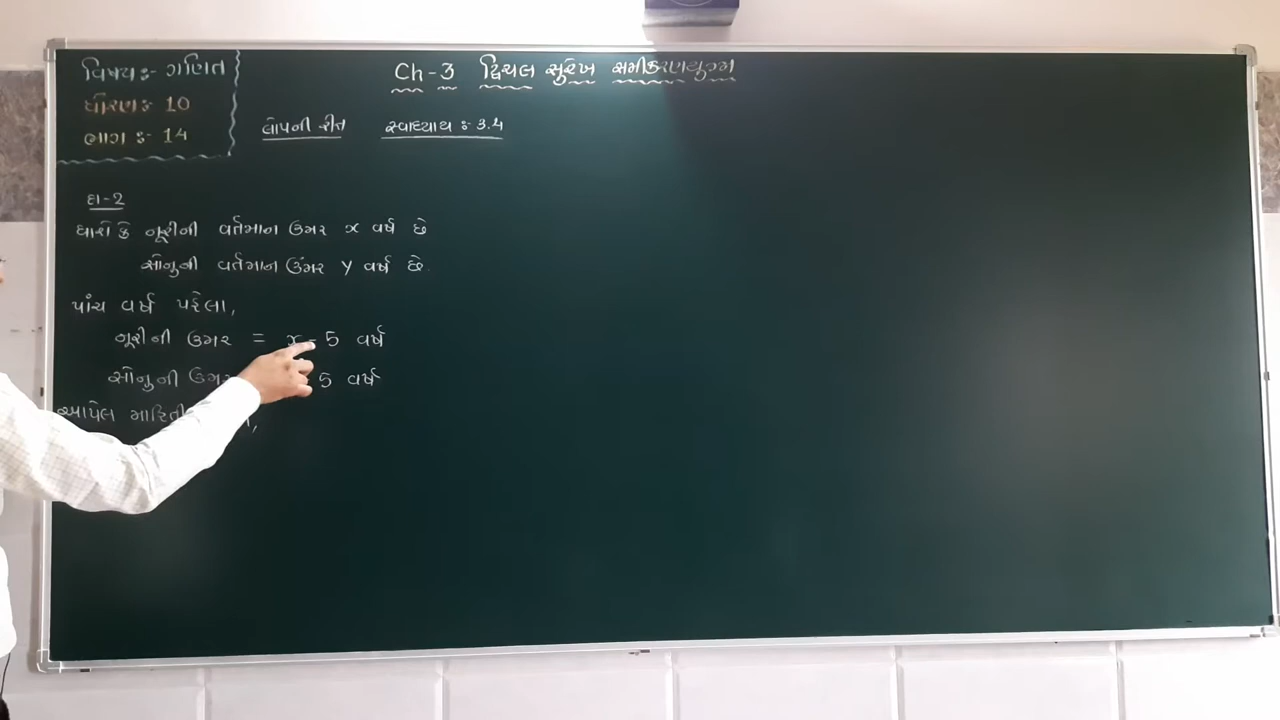 વિષય :- ગણિત
ધોરણ :- 10
ભાગ :- 14
Ch-3 દ્વિચલ સુરેખ સમીકરણયુગ્મ
લોપની રીત સ્વાધ્યાય :- 3.4
દા-2
ધારો કે નૂરીની વર્તમાન ઉંમર x વર્ષ છે
સોનુની વર્તમાન ઉંમર y વર્ષ છે.
પાંચ વર્ષ પહેલા,
નૂરીની ઉંમર = x - 5 વર્ષ
સોનુની 5 વર્ષ
આપેલ